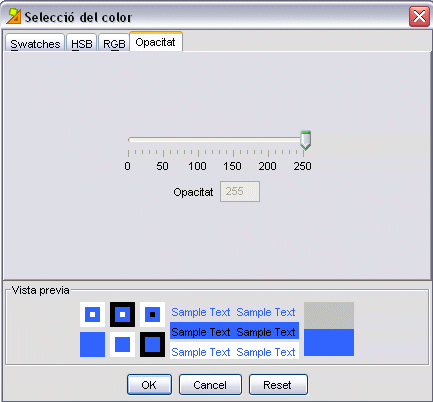 Selecció del color
Swatches HSB RGB Opacitat
0 50 100 150 200 250
Opacitat 255
Vista previa
Sample Text Sample Text
Sample Text Sample Text
Sample Text Sample Text
OK Cancel Reset